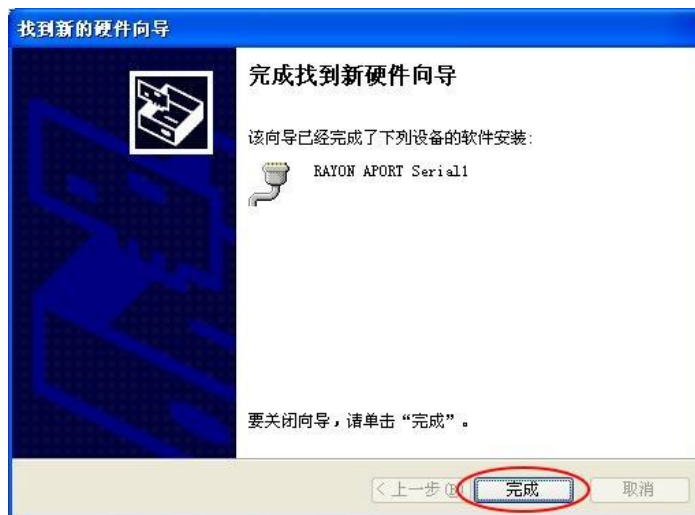 找到新的硬件向导
完成找到新硬件向导
该向导已经完成了下列设备的软件安装:
RAYON APORT Serial1
要关闭向导，请单击“完成”。
<上一步(B)
完成
取消